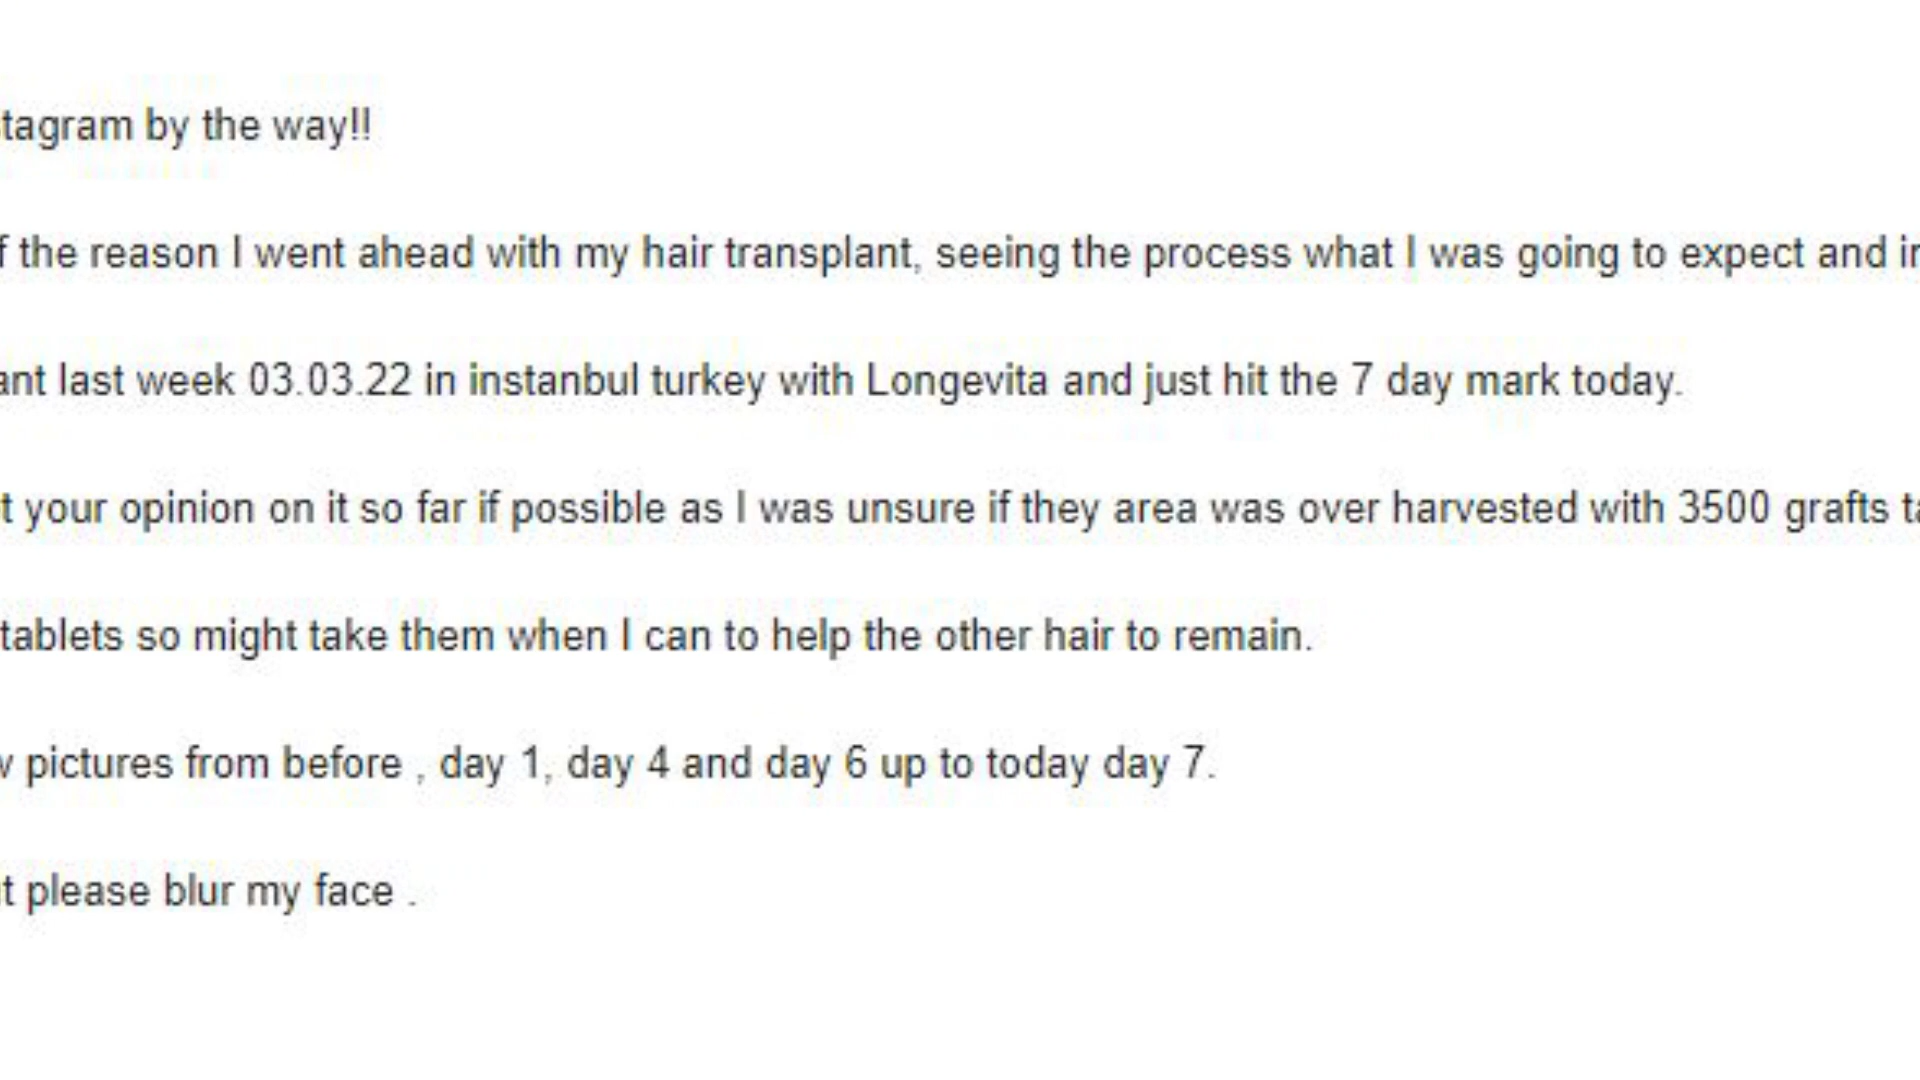 tagram by the way!!
f the reason I went ahead with my hair transplant, seeing the process what I was going to expect and
ant last week 03.03.22 in instanbul turkey with Longevita and just hit the 7 day mark today.
t your opinion on it so far if possible as I was unsure if they area was over harvested with 3500 grafts
tablets so might take them when I can to help the other hair to remain.
pictures from before , day 1, day 4 and day 6 up to today day 7.
t please blur my face .